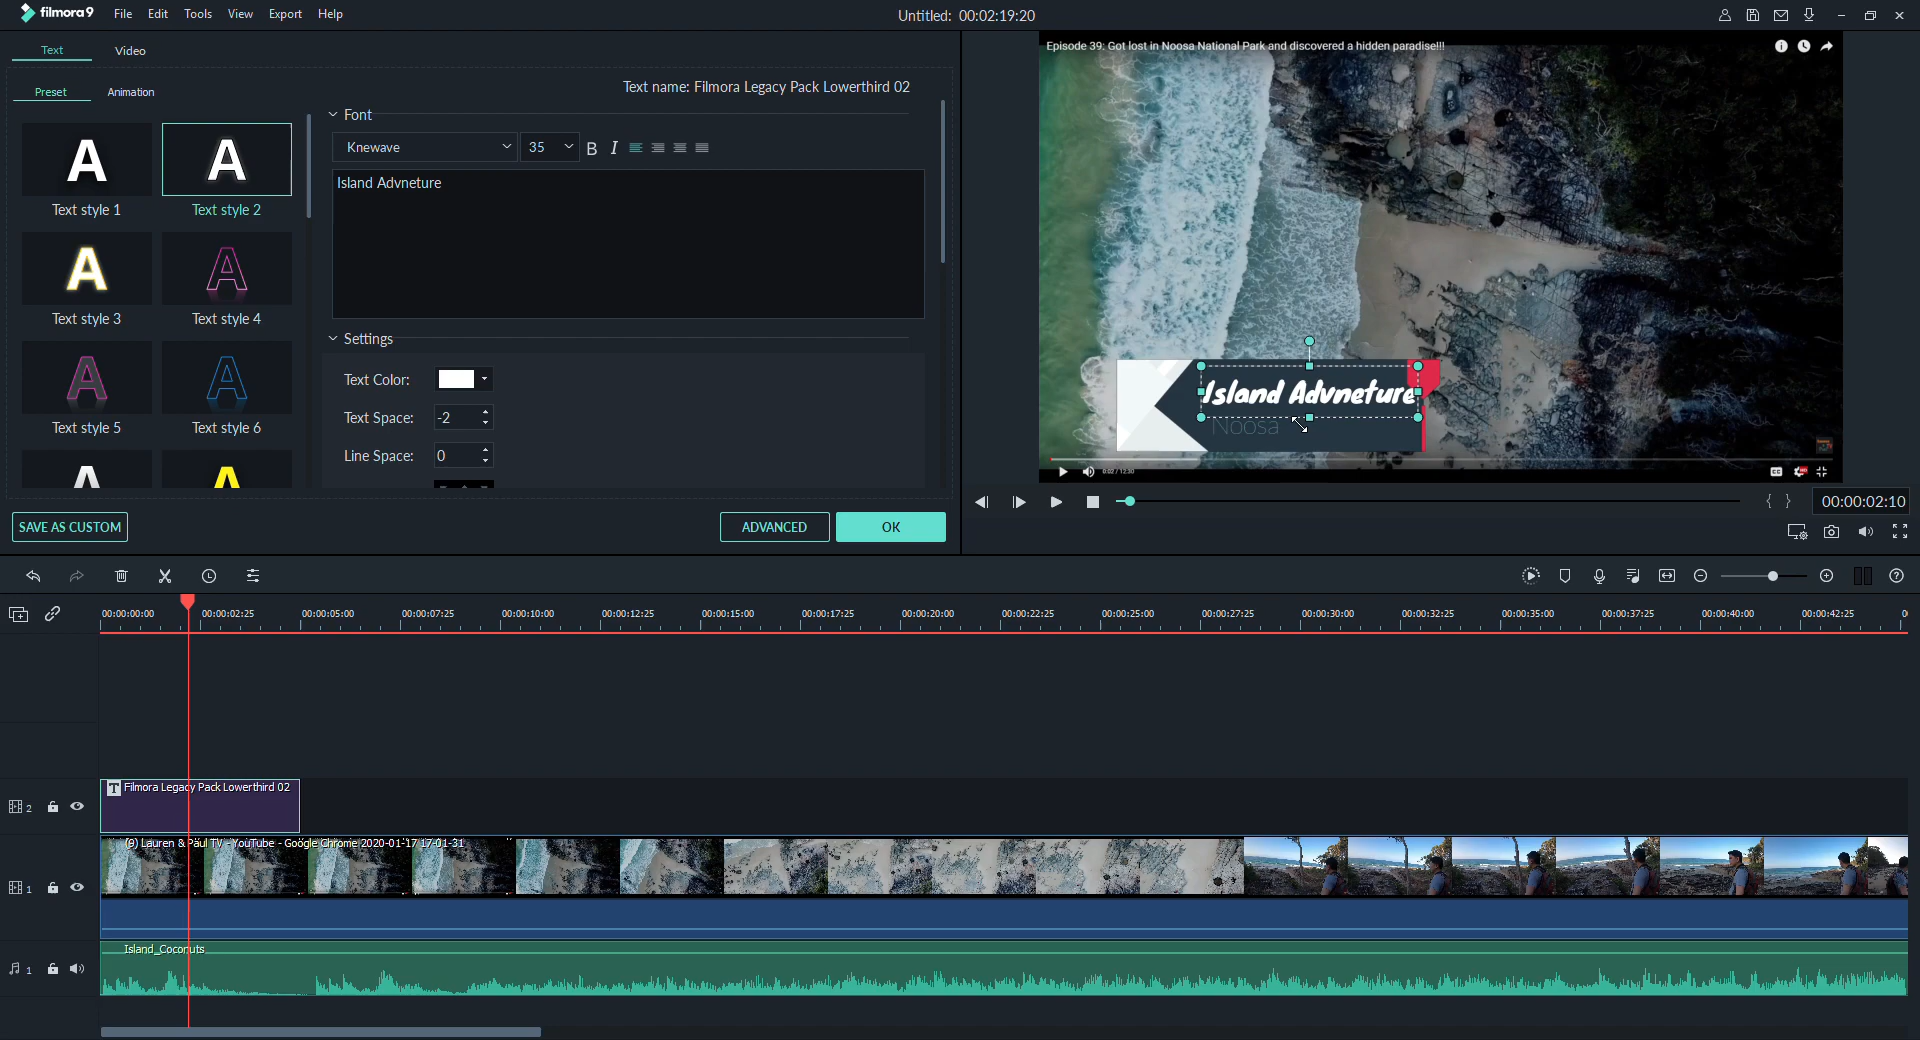 filmora9 File Edit Tools View Export Help Untitled: 00:02:19:20
Text Video
Preset Animation
Text name: Filmora Legacy Pack Lowerthird 02
Font
Knewave 35 B I
Island Advneture
A A
Text style 1 Text style 2
A A
Text style 3 Text style 4
A A
Text style 5 Text style 6
A A
Settings
Text Color:
Text Space: -2
Line Space: 0
SAVE AS CUSTOM ADVANCED OK
Episode 39: Got lost in Noosa National Park and discovered a hidden paradise!!!
Island Advneture
Noosa
0:02 / 12:30
{ } 00:00:02:10
00:00:00:00 00:00:02:25 00:00:05:00 00:00:07:25 00:00:10:00 00:00:12:25 00:00:15:00 00:00:17:25 00:00:20:00 00:00:22:25 00:00:25:00 00:00:27:25 00:00:30:00 00:00:32:25 00:00:35:00 00:00:37:25 00:00:40:00 00:00:42:25
T Filmora Legacy Pack Lowerthird 02
2
(9) Lauren & Paul TV - YouTube - Google Chrome 2020-01-17 17-01-31
1
Island_Coconuts
1